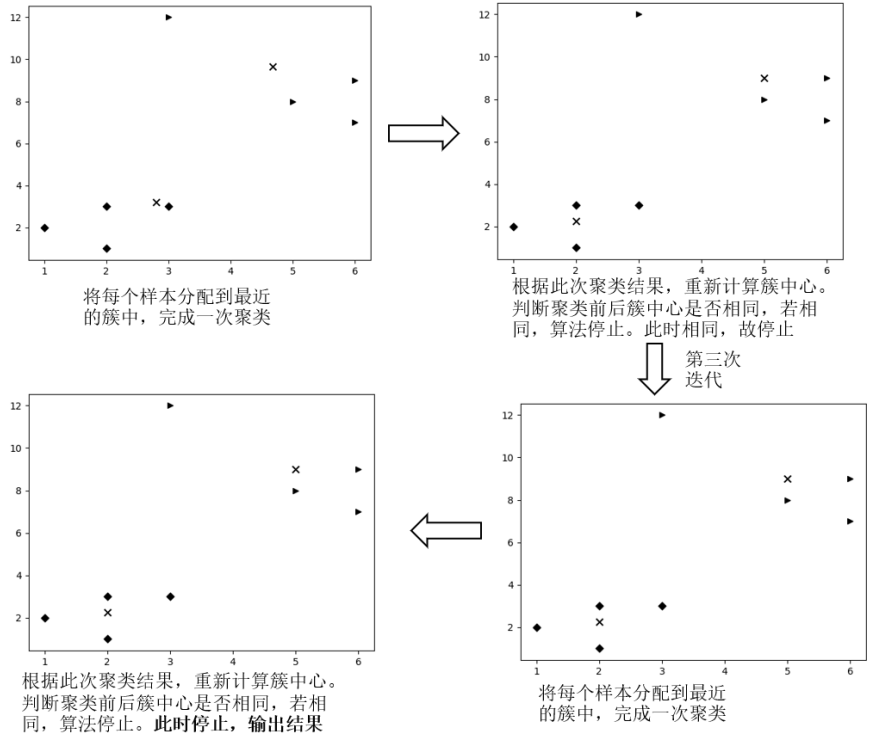 12
10
8
6
4
2
1 2 3 4 5 6
将每个样本分配到最近
的簇中，完成一次聚类
12
10
8
6
4
2
1 2 3 4 5 6
根据此次聚类结果，重新计算簇中心。
判断聚类前后簇中心是否相同，若相
同，算法停止。此时相同，故停止
第三次
迭代
12
10
8
6
4
2
1 2 3 4 5 6
将每个样本分配到最近
的簇中，完成一次聚类
12
10
8
6
4
2
1 2 3 4 5 6
根据此次聚类结果，重新计算簇中心。
判断聚类前后簇中心是否相同，若相
同，算法停止。此时停止，输出结果